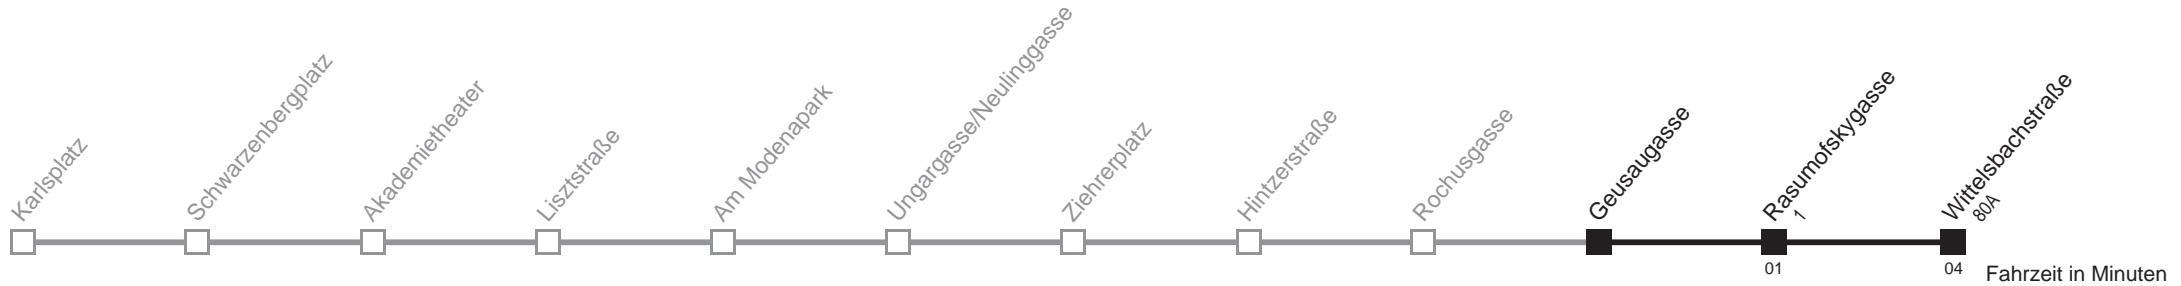 Karlsplatz
Schwarzenbergplatz
Akademietheater
Lisztstraße
Am Modenapark
Ungargasse/Neulinggasse
Ziehrerplatz
Hintzerstraße
Rochusgasse
Geusaugasse
Rasumofskygasse
1
Wittelsbachstraße
80A
01
04
Fahrzeit in Minuten